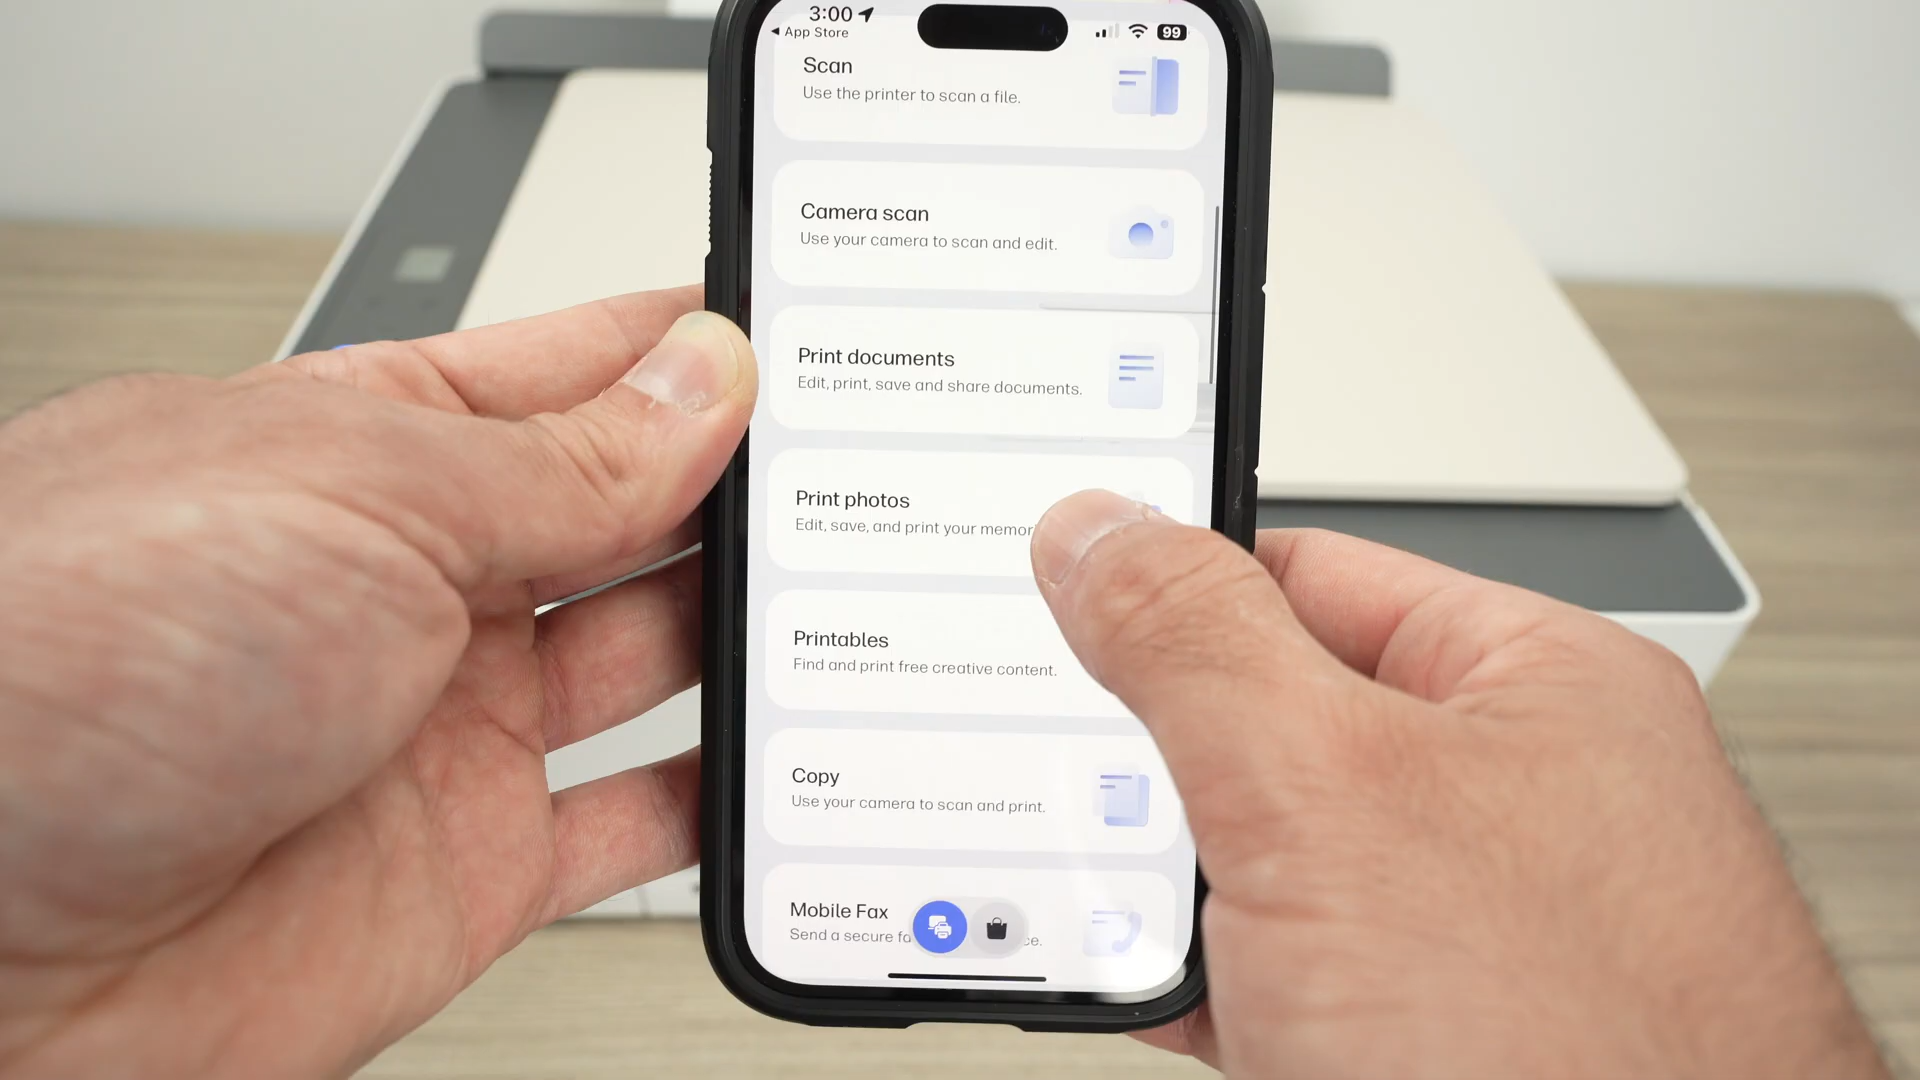 3:00
99
App Store
Scan
Use the printer to scan a file.
Camera scan
Use your camera to scan and edit.
Print documents
Edit, print, save and share documents.
Print photos
Edit, save, and print your
Printables
Find and print free creative content.
Copy
Use your camera to scan and print.
Mobile Fax
Send a secure